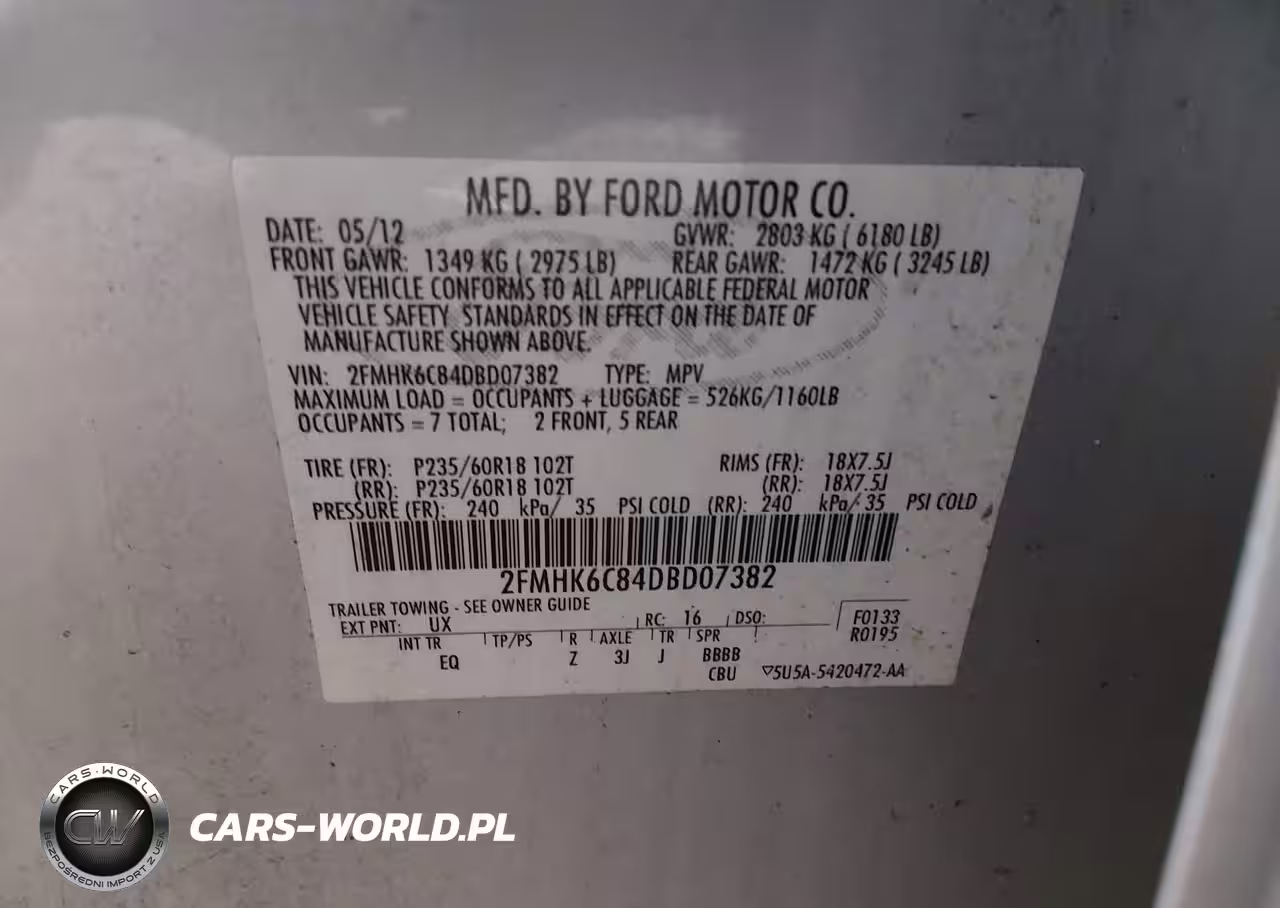 MFD. BY FORD MOTOR CO.
DATE: 05/12 GVWR: 2803 KG ( 6180 LB)
FRONT GAWR: 1349 KG ( 2975 LB) REAR GAWR: 1472 KG ( 3245 LB)
THIS VEHICLE CONFORMS TO ALL APPLICABLE FEDERAL MOTOR
VEHICLE SAFETY STANDARDS IN EFFECT ON THE DATE OF
MANUFACTURE SHOWN ABOVE.
VIN: 2FMHK6C84DBD07382 TYPE: MPV
MAXIMUM LOAD = OCCUPANTS + LUGGAGE = 526KG/1160LB
OCCUPANTS = 7 TOTAL; 2 FRONT, 5 REAR
TIRE (FR): P235/60R18 102T RIMS (FR): 18X7.5J
(RR): P235/60R18 102T (RR): 18X7.5J
PRESSURE (FR): 240 kPa/ 35 PSI COLD (RR): 240 kPa/ 35 PSI COLD
2FMHK6C84DBD07382
TRAILER TOWING - SEE OWNER GUIDE
EXT PNT: UX RC: 16 DSO: F0133
R0195
INT TR TP/PS R AXLE TR SPR
EQ Z 3J J BBBB
CBU ▽5U5A-5420472-AA
CARS-WORLD
CW
BEZPOŚREDNI IMPORT Z USA
CARS-WORLD.PL